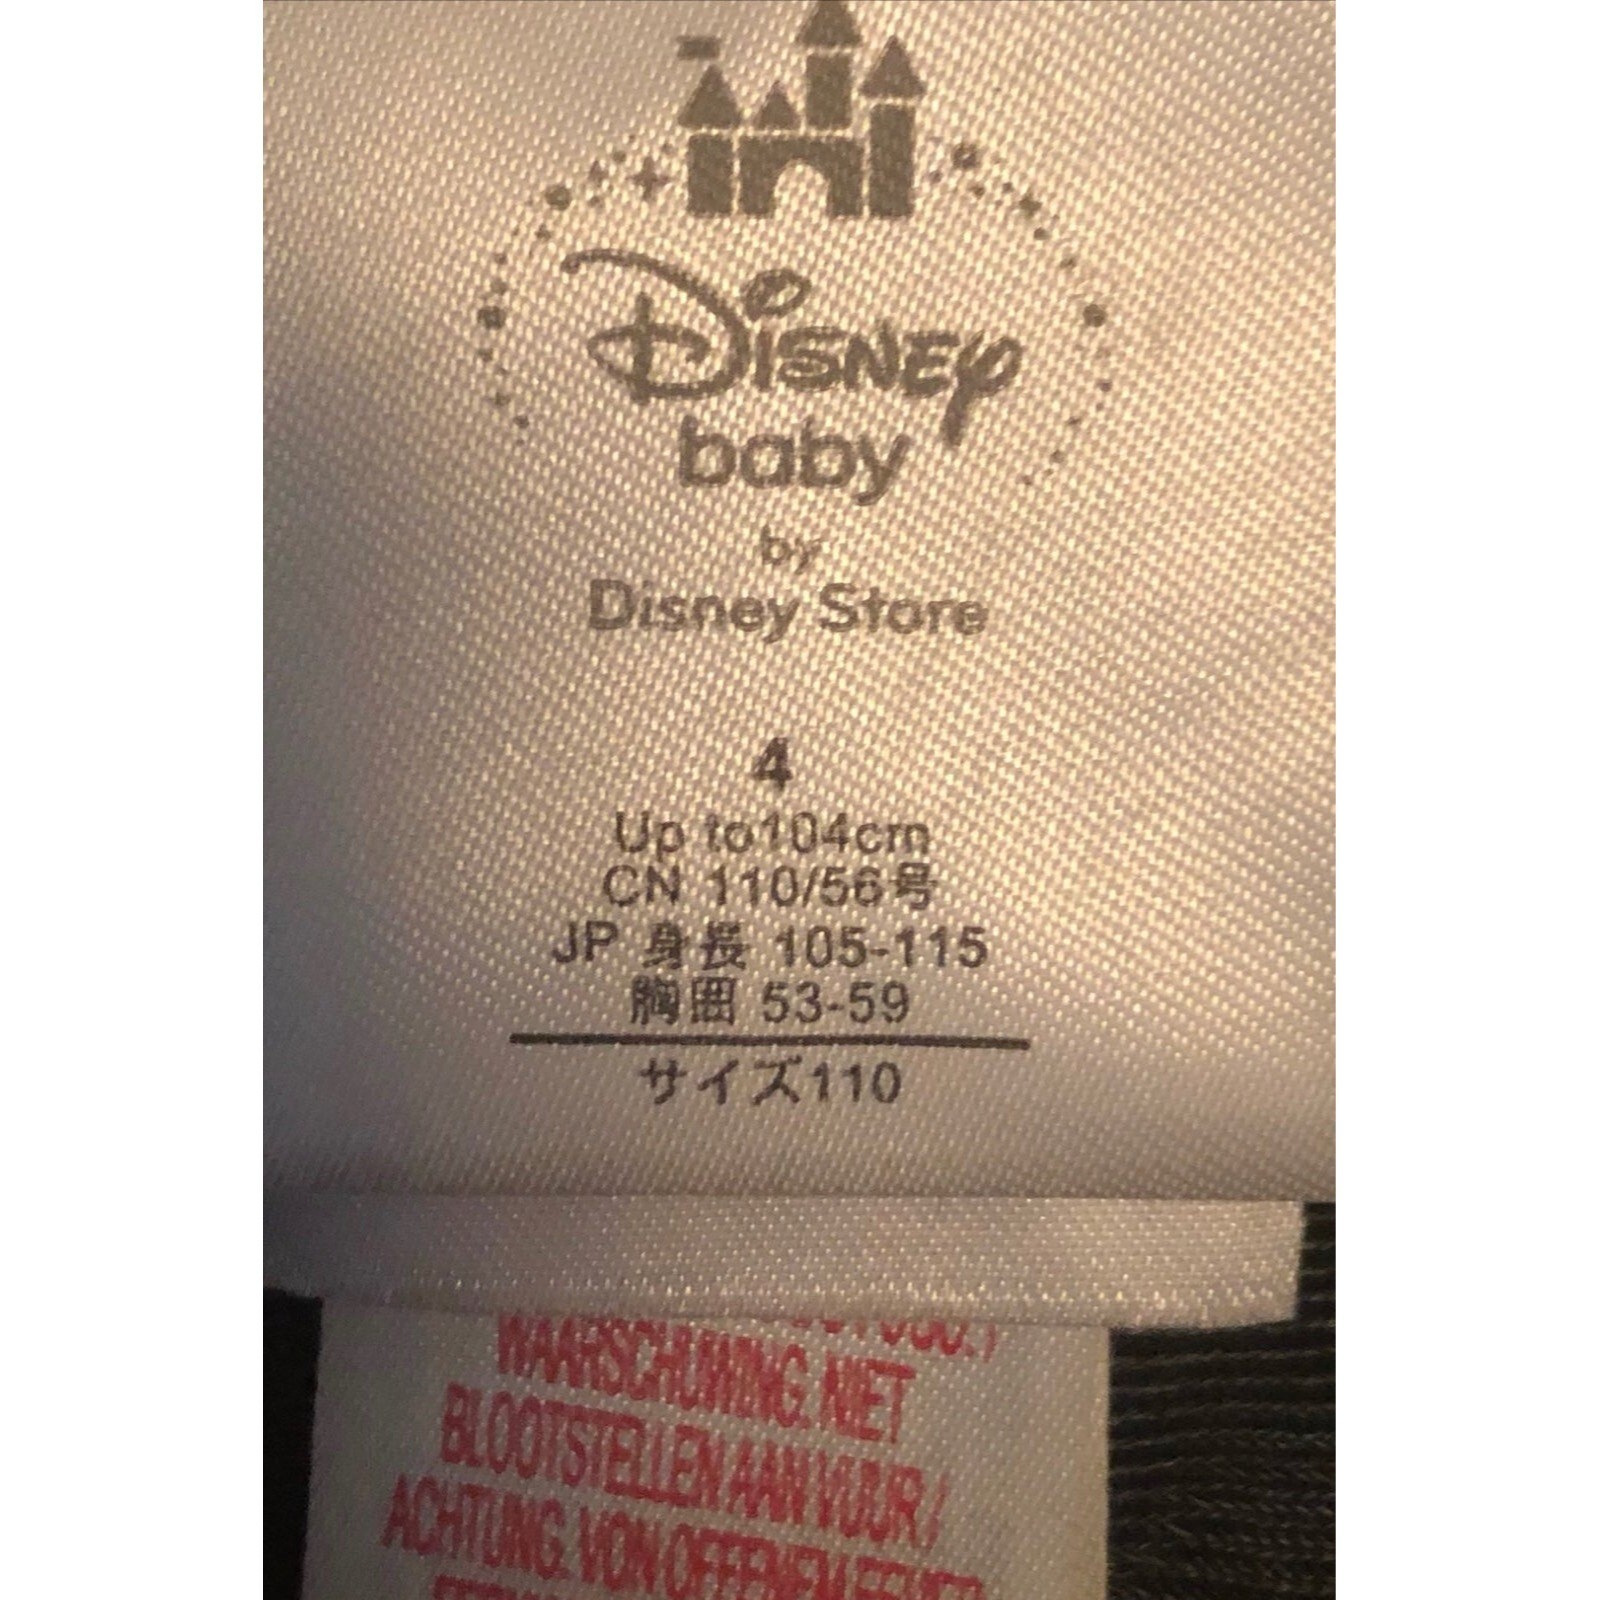 Disney
baby
by
Disney Store
4
Up to104cm
CN 110/56号
JP 身長 105-115
胸囲 53-59
サイズ110
WAARSCHUWING. NIET
BLOOTSTELLEN AAN VUUR /
ACHTUNG. VON OFFENEM FEUER